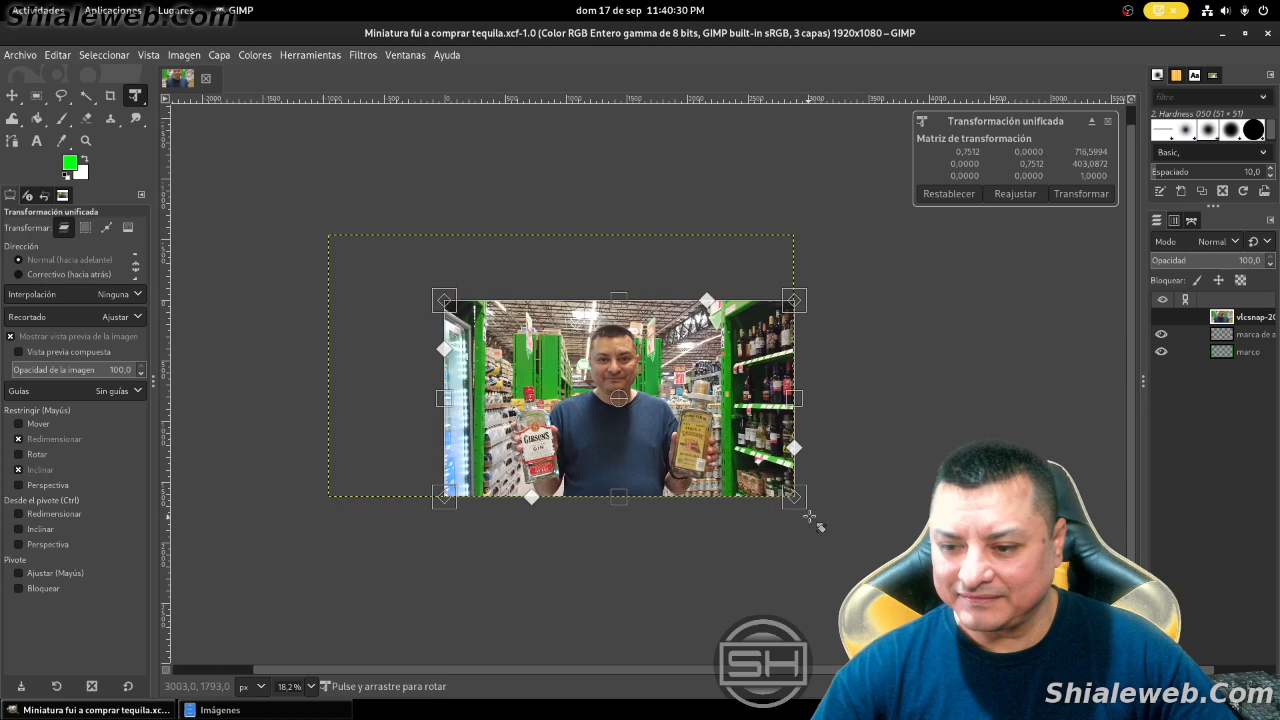 Actividades Aplicaciones Lugares GIMP
dom 17 de sep 11:40:30 PM
Shialeweb.Com
Miniatura fui a comprar tequila.xcf-1.0 (Color RGB Entero gamma de 8 bits, GIMP built-in sRGB, 3 capas) 1920x1080 – GIMP
Archivo Editar Seleccionar Vista Imagen Capa Colores Herramientas Filtros Ventanas Ayuda
filtro
2. Hardness 050 (51 × 51)
Basic,
Espaciado 10,0
Transformación unificada
Matriz de transformación
0,7512 0,0000 716,5994
0,0000 0,7512 403,0872
0,0000 0,0000 1,0000
Restablecer Reajustar Transformar
Transformación unificada
Transformar:
Dirección
Normal (hacia adelante)
Correctivo (hacia atrás)
Interpolación Ninguna
Recortado Ajustar
Mostrar vista previa de la imagen
Vista previa compuesta
Opacidad de la imagen 100,0
Guías Sin guías
Restringir (Mayús)
Mover
Redimensionar
Rotar
Inclinar
Perspectiva
Desde el pivote (Ctrl)
Redimensionar
Inclinar
Perspectiva
Pivote
Ajustar (Mayús)
Bloquear
Modo Normal
Opacidad 100,0
Bloquear:
vlcsnap-20
marca de a
marco
GIBSON'S
GIN
SH
Shialeweb.Com
3003,0, 1793,0 px 18,2 % Pulse y arrastre para rotar
Miniatura fui a comprar tequila.xc... Imágenes